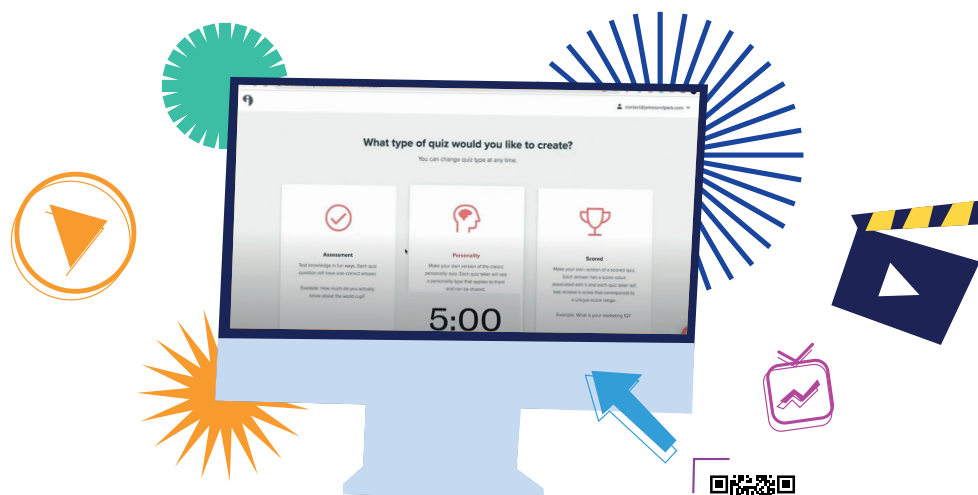 contact@jamesandpark.com
What type of quiz would you like to create?
You can change quiz type at any time.
Assessment
Test knowledge in fun ways. Each quiz
question will have one correct answer.
Example: How much do you actually
know about the world cup?
Personality
Make your own version of the classic
personality quiz. Each quiz taker will see
a personality type that applies to them
and can be shared.
5:00
Scored
Make your own version of a scored quiz.
Each answer has a score value
associated with it and each quiz taker will
see receive a score that corresponds to
a unique score range.
Example: What is your marketing IQ?